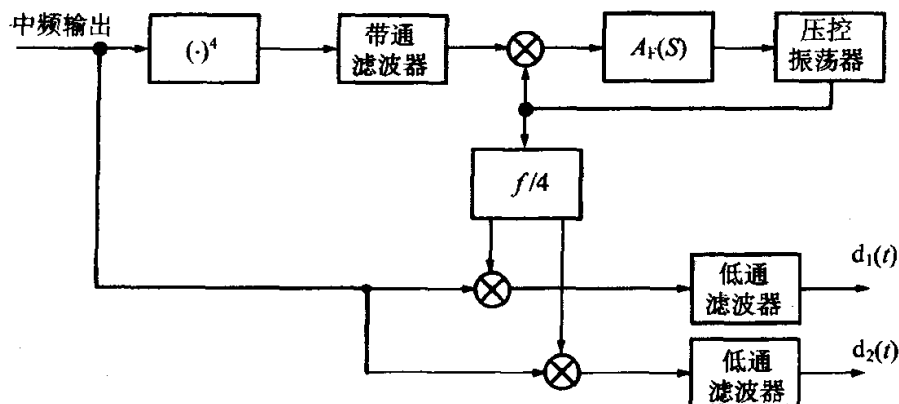 中频输出
(·)⁴
带通
滤波器
A_F(S)
压控
振荡器
f/4
低通
滤波器
d₁(t)
低通
滤波器
d₂(t)